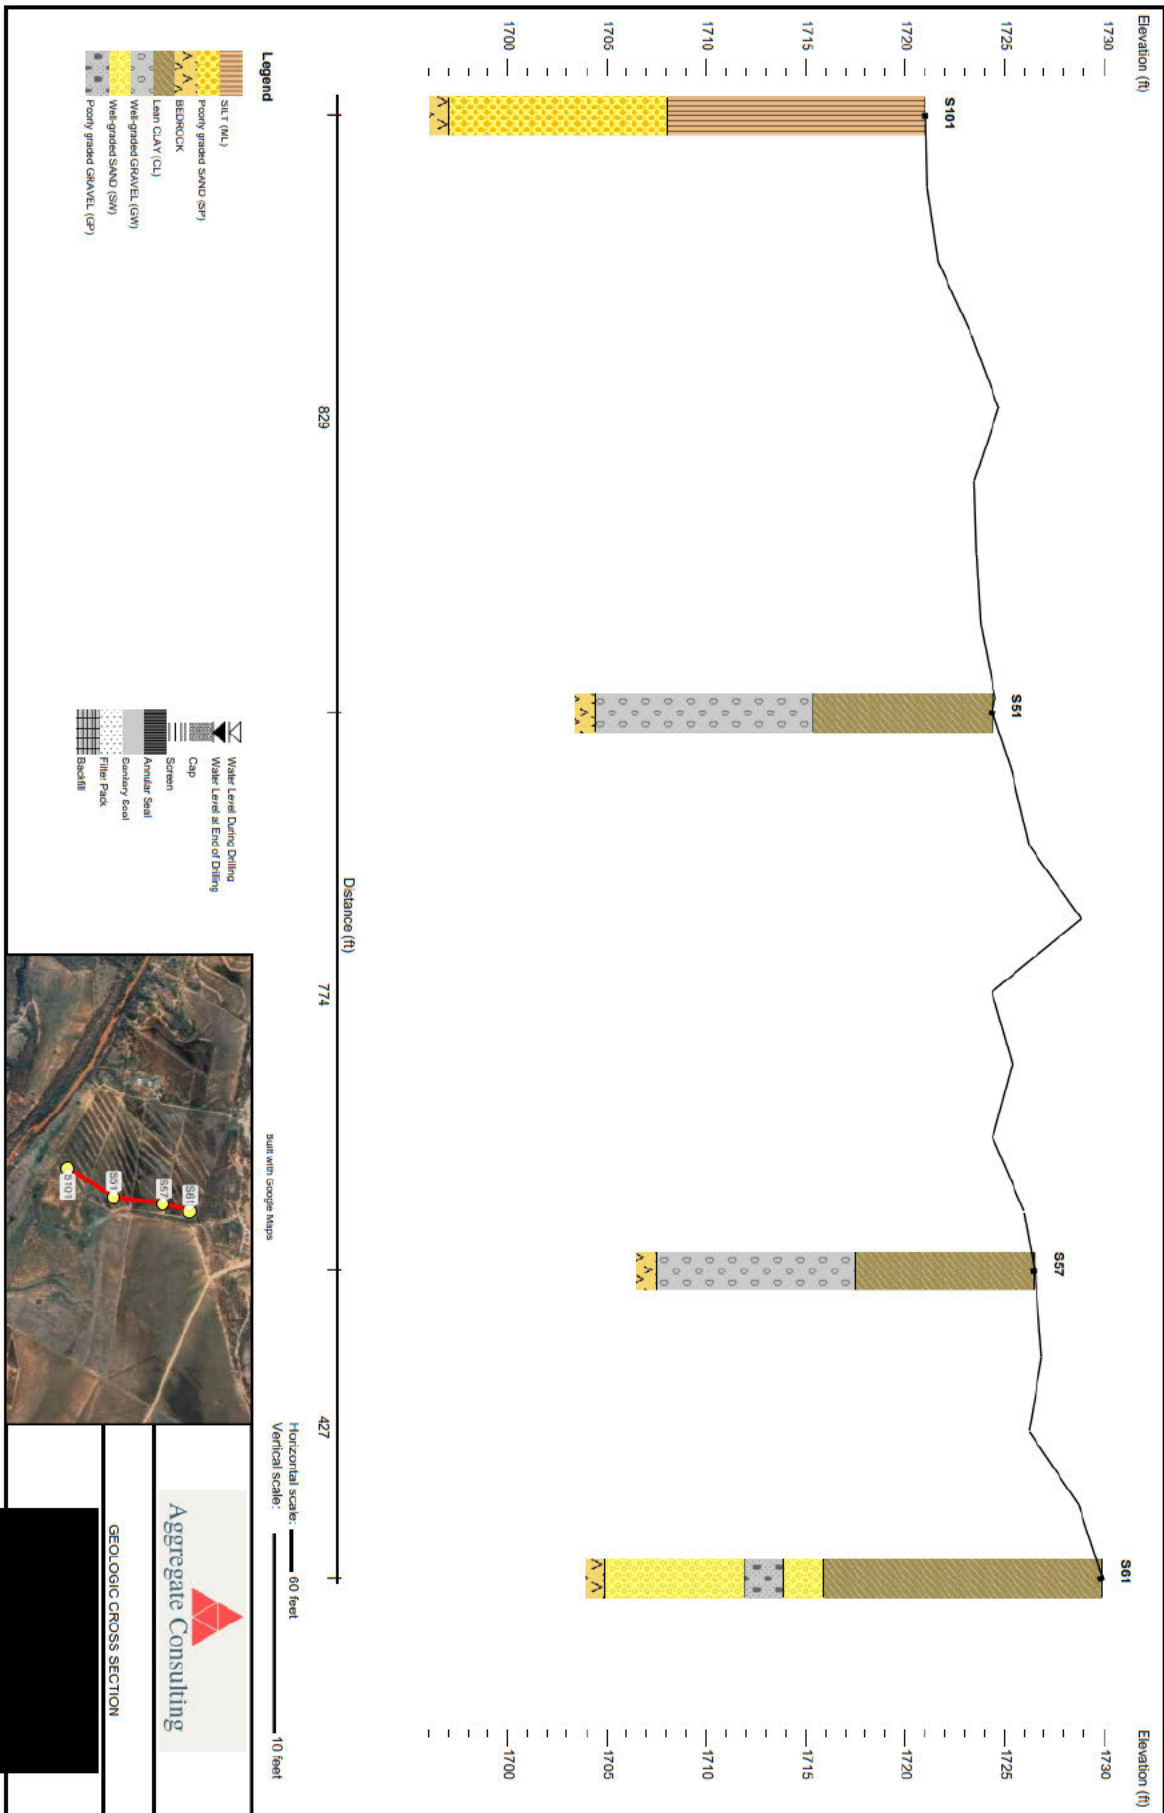 Elevation (ft)
Elevation (ft)
1730
1725
1720
1715
1710
1705
1700
1730
1725
1720
1715
1710
1705
1700
S101
S51
S57
S61
829
774
427
Distance (ft)
Legend
SILT (ML)
Poorly graded SAND (SP)
BEDROCK
Lean CLAY (CL)
Well-graded GRAVEL (GW)
Well-graded SAND (SW)
Poorly graded GRAVEL (GP)
Water Level During Drilling
Water Level at End of Drilling
Cap
Screen
Annular Seal
Sanitary Seal
Filter Pack
Backfill
Built with Google Maps
S101
S51
S57
S61
Horizontal scale: 60 feet
Vertical scale: 10 feet
Aggregate Consulting
GEOLOGIC CROSS SECTION